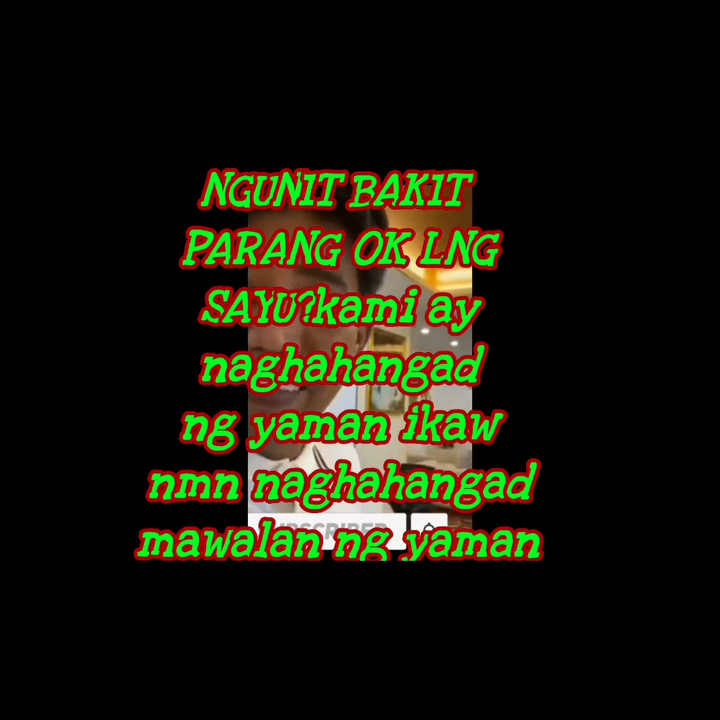 NGUNIT BAKIT
PARANG OK LNG
SAYU?kami ay
naghahangad
ng yaman ikaw
nmn naghahangad
mawalan ng yaman